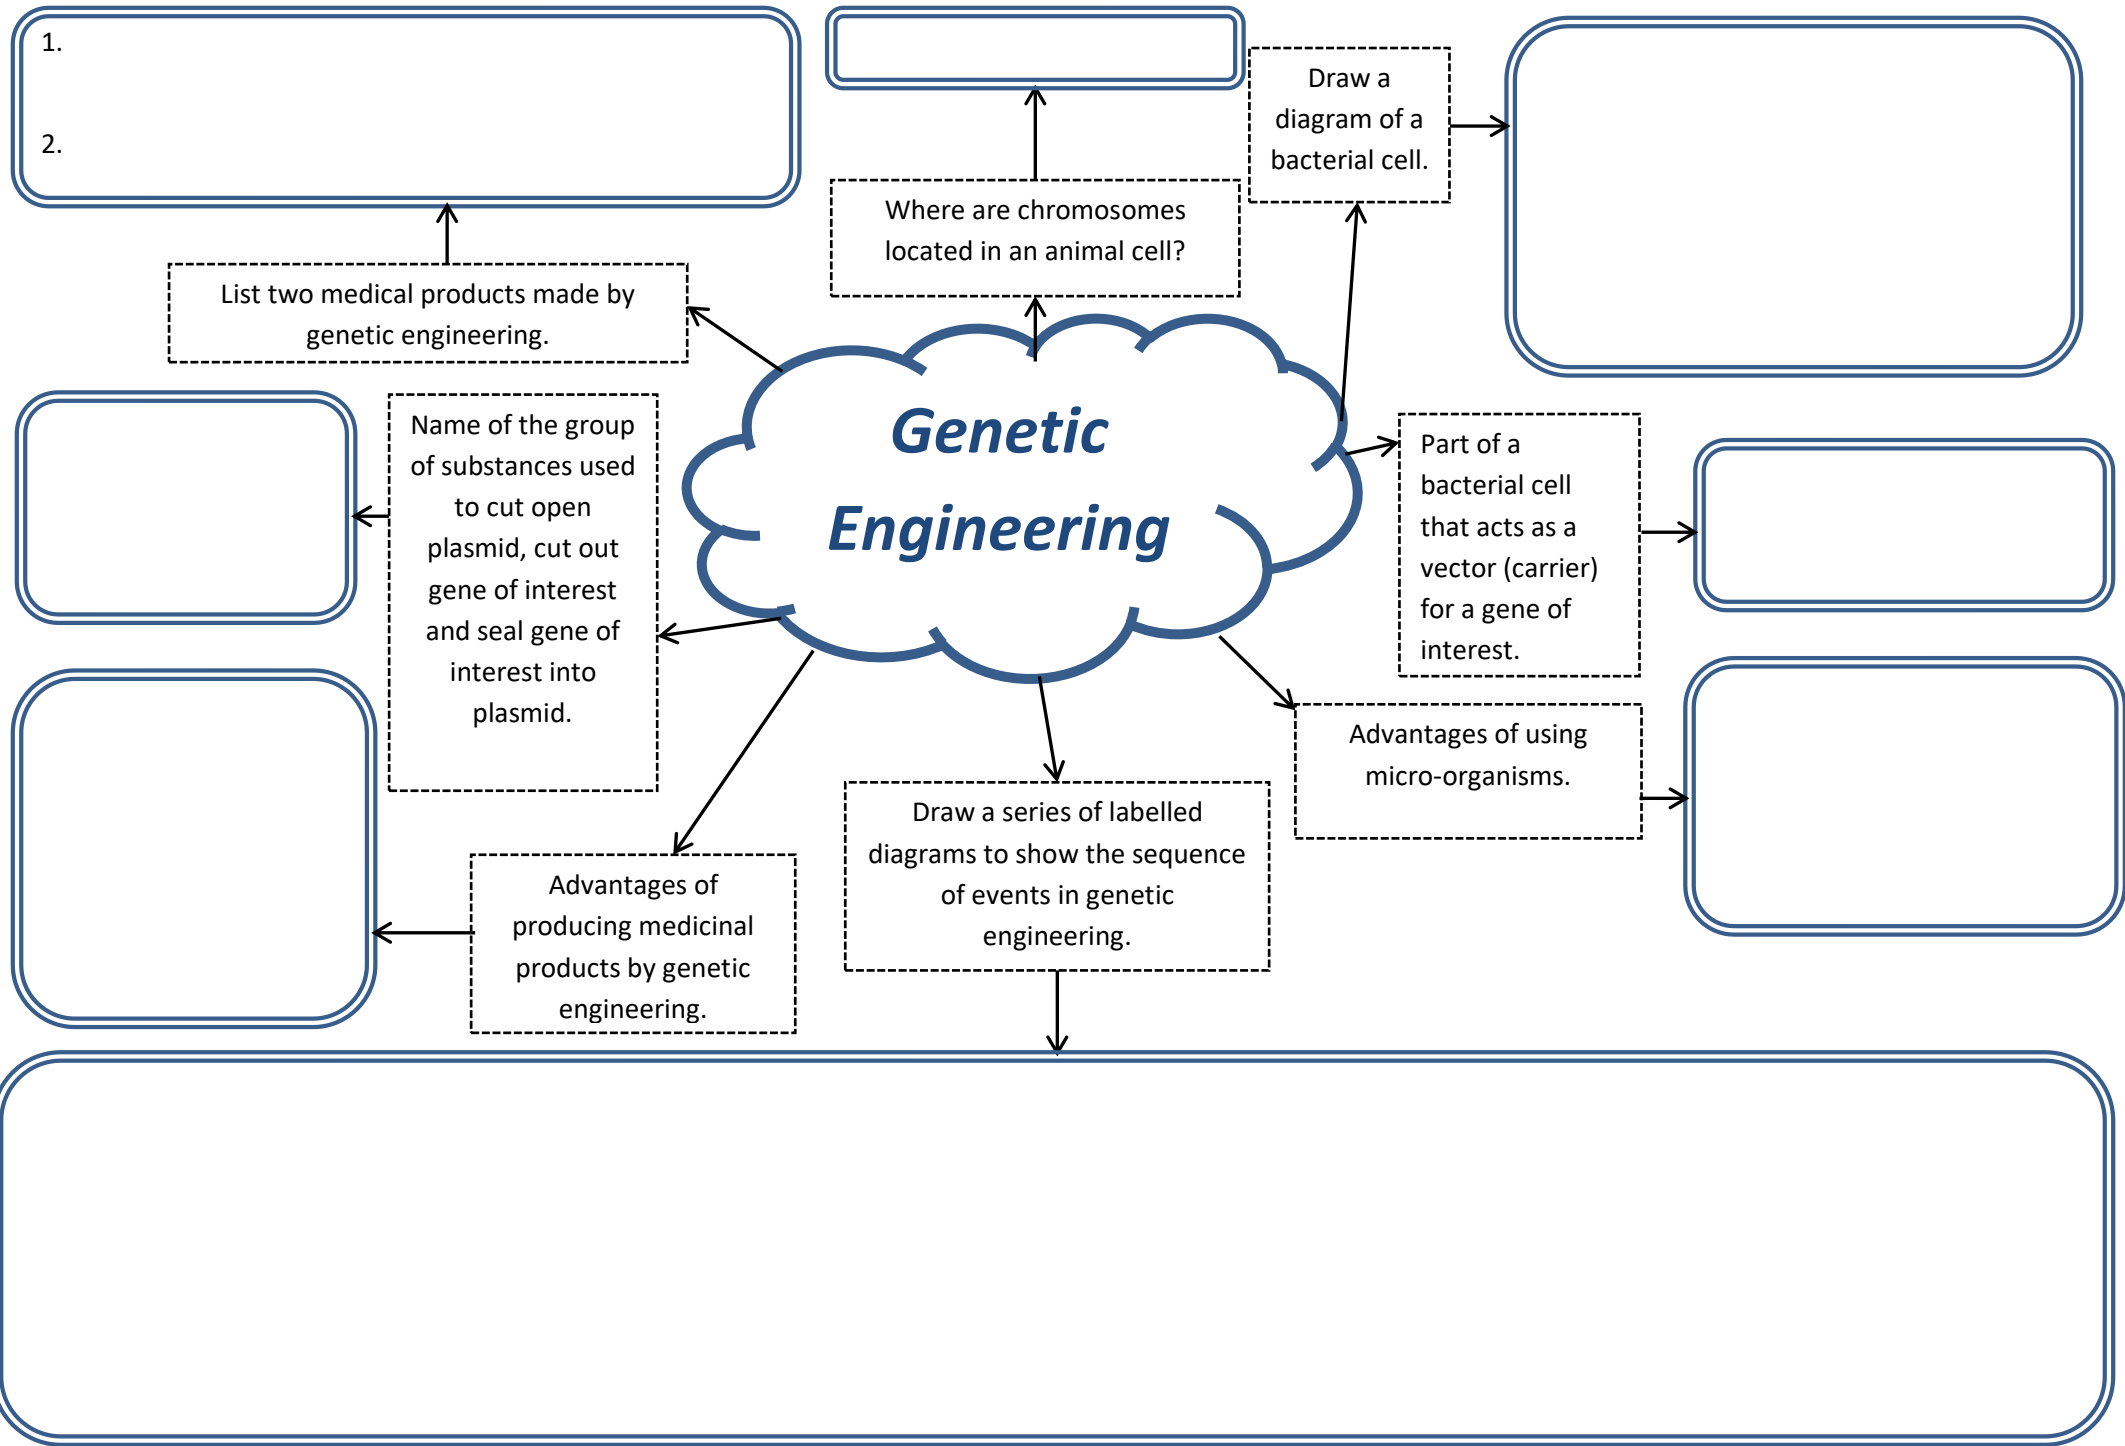 1.
2.
Draw a
diagram of a
bacterial cell.
Where are chromosomes
located in an animal cell?
List two medical products made by
genetic engineering.
Genetic
Engineering
Name of the group
of substances used
to cut open
plasmid, cut out
gene of interest
and seal gene of
interest into
plasmid.
Part of a
bacterial cell
that acts as a
vector (carrier)
for a gene of
interest.
Advantages of using
micro-organisms.
Draw a series of labelled
diagrams to show the sequence
of events in genetic
engineering.
Advantages of
producing medicinal
products by genetic
engineering.